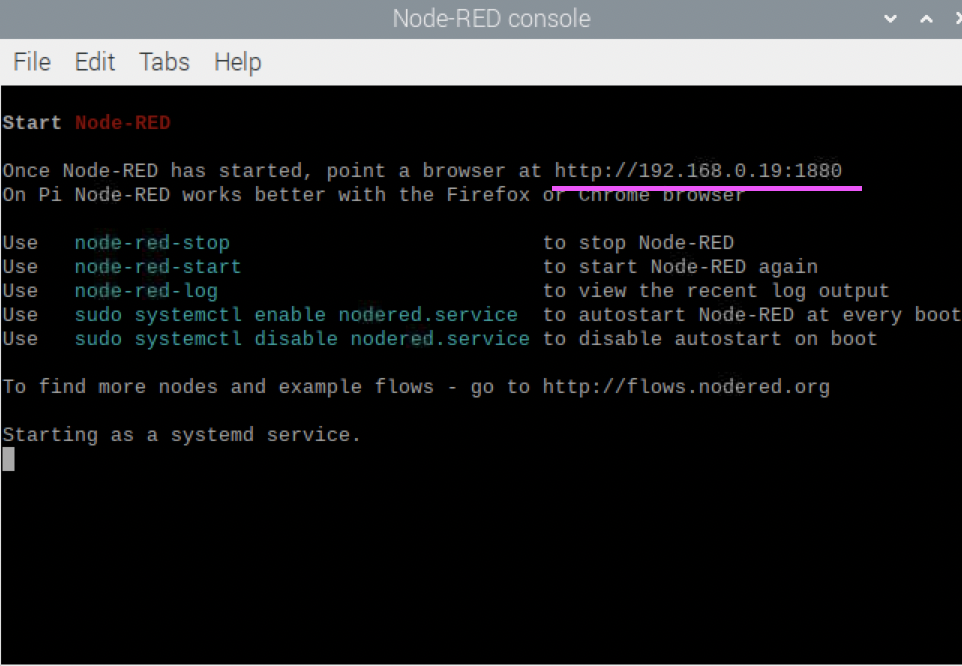 Node-RED console
File Edit Tabs Help
Start Node-RED
Once Node-RED has started, point a browser at http://192.168.0.19:1880
On Pi Node-RED works better with the Firefox or Chrome browser
Use node-red-stop to stop Node-RED
Use node-red-start to start Node-RED again
Use node-red-log to view the recent log output
Use sudo systemctl enable nodered.service to autostart Node-RED at every boot
Use sudo systemctl disable nodered.service to disable autostart on boot
To find more nodes and example flows - go to http://flows.nodered.org
Starting as a systemd service.